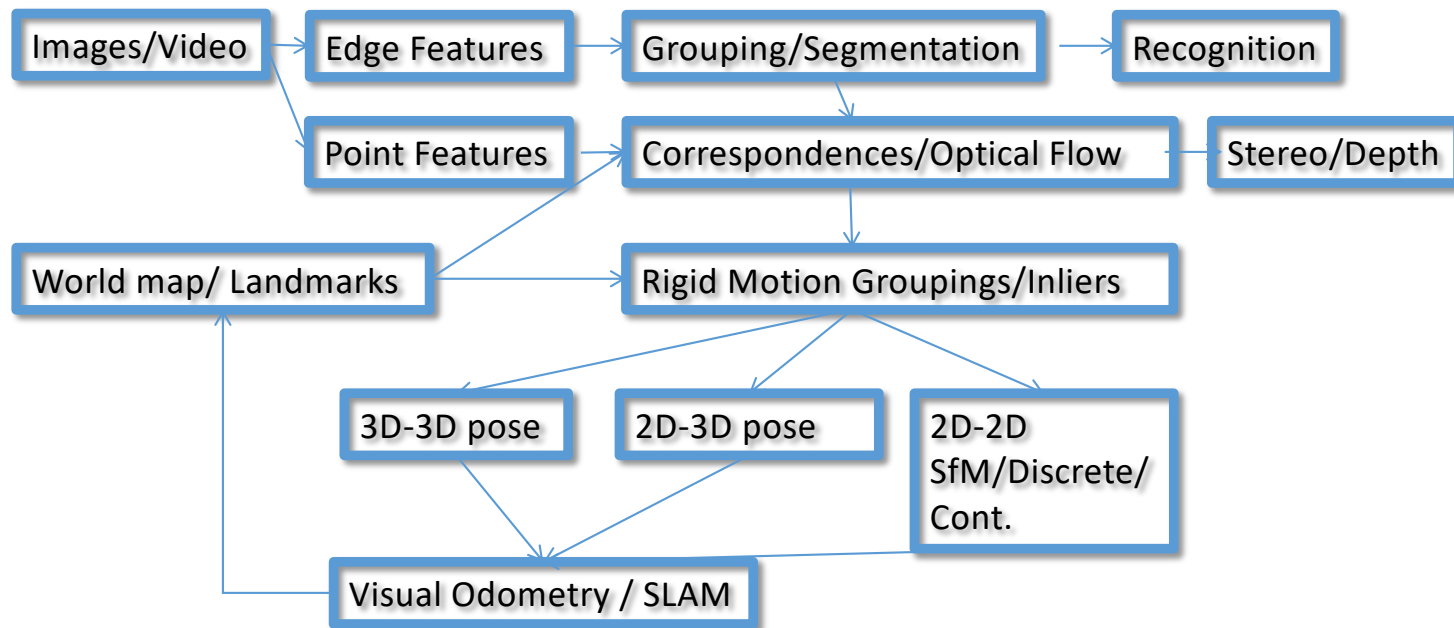 Images/Video
Edge Features
Grouping/Segmentation
Recognition
Point Features
Correspondences/Optical Flow
Stereo/Depth
World map/ Landmarks
Rigid Motion Groupings/Inliers
3D-3D pose
2D-3D pose
2D-2D
SfM/Discrete/
Cont.
Visual Odometry / SLAM